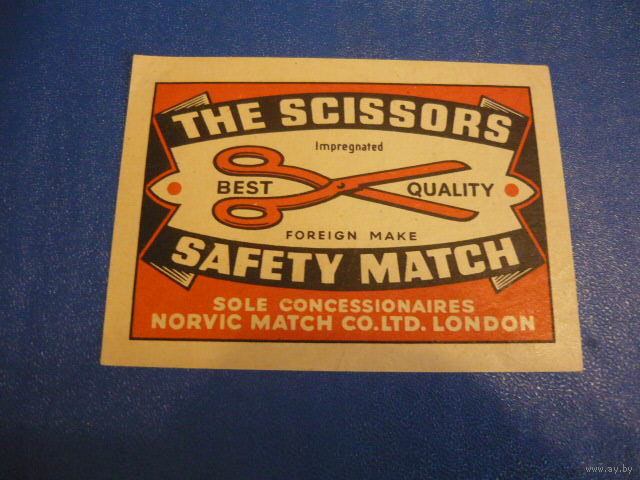 THE SCISSORS
Impregnated
BEST QUALITY
FOREIGN MAKE
SAFETY MATCH
SOLE CONCESSIONAIRES
NORVIC MATCH CO.LTD. LONDON
www.ay.by